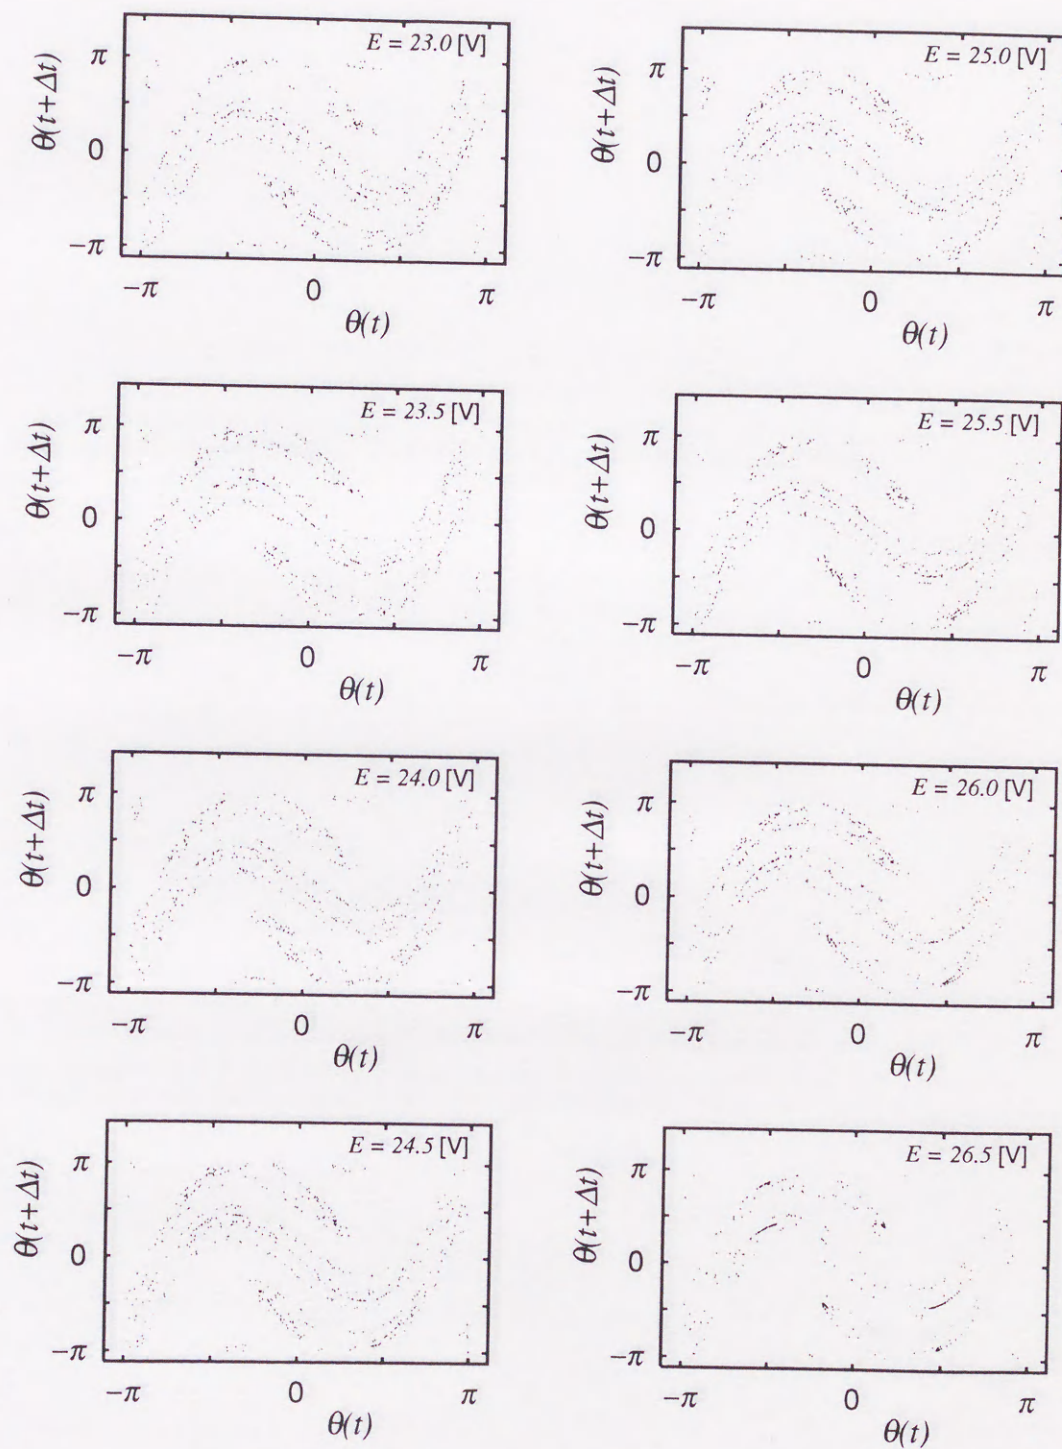 E = 23.0 [V]
θ(t+Δt)
π
0
−π
−π 0 π
θ(t)
E = 25.0 [V]
θ(t+Δt)
π
0
−π
−π 0 π
θ(t)
E = 23.5 [V]
θ(t+Δt)
π
0
−π
−π 0 π
θ(t)
E = 25.5 [V]
θ(t+Δt)
π
0
−π
−π 0 π
θ(t)
E = 24.0 [V]
θ(t+Δt)
π
0
−π
−π 0 π
θ(t)
E = 26.0 [V]
θ(t+Δt)
π
0
−π
−π 0 π
θ(t)
E = 24.5 [V]
θ(t+Δt)
π
0
−π
−π 0 π
θ(t)
E = 26.5 [V]
θ(t+Δt)
π
0
−π
−π 0 π
θ(t)